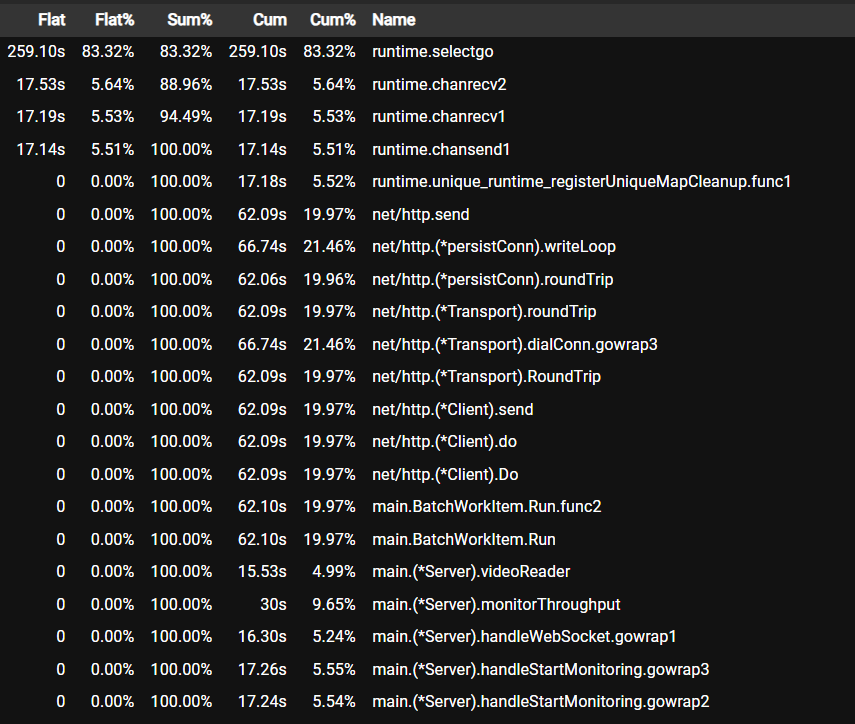 Flat Flat% Sum% Cum Cum% Name
259.10s 83.32% 83.32% 259.10s 83.32% runtime.selectgo
17.53s 5.64% 88.96% 17.53s 5.64% runtime.chanrecv2
17.19s 5.53% 94.49% 17.19s 5.53% runtime.chanrecv1
17.14s 5.51% 100.00% 17.14s 5.51% runtime.chansend1
0 0.00% 100.00% 17.18s 5.52% runtime.unique_runtime_registerUniqueMapCleanup.func1
0 0.00% 100.00% 62.09s 19.97% net/http.send
0 0.00% 100.00% 66.74s 21.46% net/http.(*persistConn).writeLoop
0 0.00% 100.00% 62.06s 19.96% net/http.(*persistConn).roundTrip
0 0.00% 100.00% 62.09s 19.97% net/http.(*Transport).roundTrip
0 0.00% 100.00% 66.74s 21.46% net/http.(*Transport).dialConn.gowrap3
0 0.00% 100.00% 62.09s 19.97% net/http.(*Transport).RoundTrip
0 0.00% 100.00% 62.09s 19.97% net/http.(*Client).send
0 0.00% 100.00% 62.09s 19.97% net/http.(*Client).do
0 0.00% 100.00% 62.09s 19.97% net/http.(*Client).Do
0 0.00% 100.00% 62.10s 19.97% main.BatchWorkItem.Run.func2
0 0.00% 100.00% 62.10s 19.97% main.BatchWorkItem.Run
0 0.00% 100.00% 15.53s 4.99% main.(*Server).videoReader
0 0.00% 100.00% 30s 9.65% main.(*Server).monitorThroughput
0 0.00% 100.00% 16.30s 5.24% main.(*Server).handleWebSocket.gowrap1
0 0.00% 100.00% 17.26s 5.55% main.(*Server).handleStartMonitoring.gowrap3
0 0.00% 100.00% 17.24s 5.54% main.(*Server).handleStartMonitoring.gowrap2